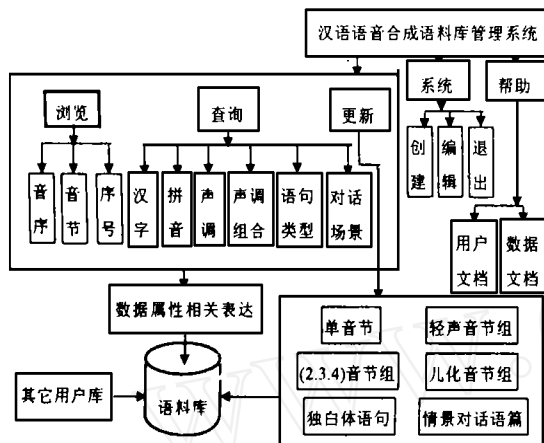 汉语语音合成语料库管理系统
系统
帮助
浏览
查询
更新
创建
编辑
退出
音序
音节
序号
汉字
拼音
声调
声调
组合
语句
类型
对话
场景
用户
文档
数据
文档
数据属性相关表达
单音节
轻声音节组
(2.3.4)音节组
儿化音节组
独白体语句
情景对话语篇
其它用户库
语料库
www.